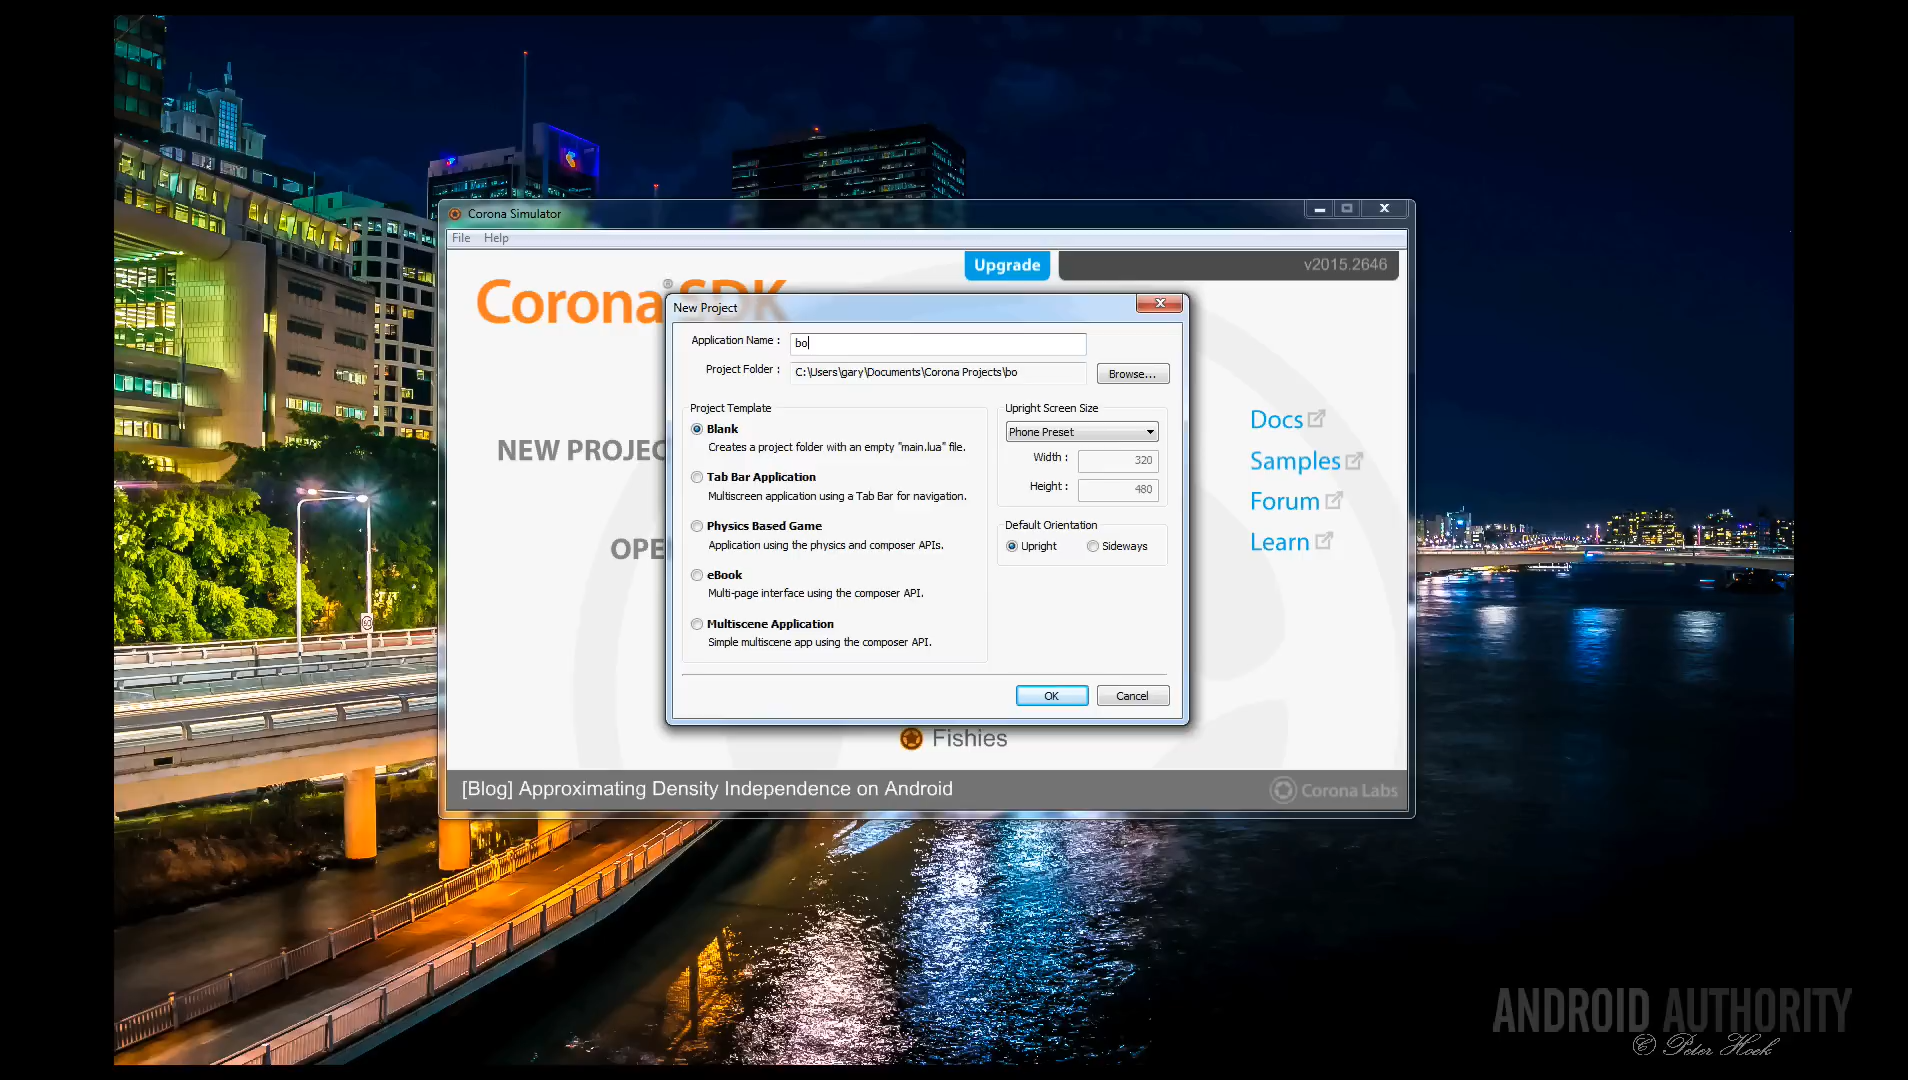 Corona Simulator
File Help
Upgrade
v2015.2646
Corona® SDK
New Project
Application Name :
bo
Project Folder :
C:\Users\gary\Documents\Corona Projects\bo
Browse...
Project Template
Blank
Creates a project folder with an empty "main.lua" file.
Tab Bar Application
Multiscreen application using a Tab Bar for navigation.
Physics Based Game
Application using the physics and composer APIs.
eBook
Multi-page interface using the composer API.
Multiscene Application
Simple multiscene app using the composer API.
Upright Screen Size
Phone Preset
Width : 320
Height : 480
Default Orientation
Upright Sideways
OK Cancel
NEW PROJEC
OPE
Docs
Samples
Forum
Learn
Fishies
[Blog] Approximating Density Independence on Android
Corona Labs
60
ANDROID AUTHORITY
© Peter Hook